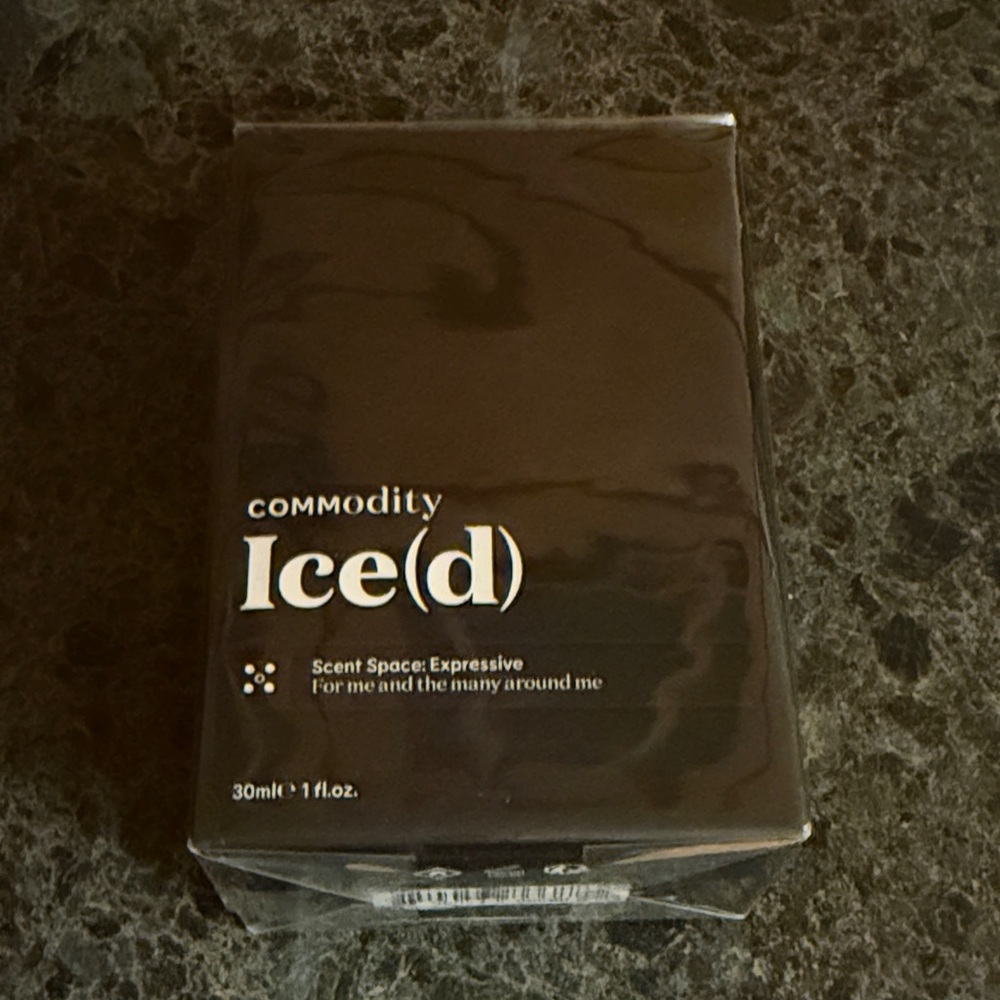 COMModity
Ice(d)
Scent Space: Expressive
For me and the many around me
30ml℮ 1 fl.oz.